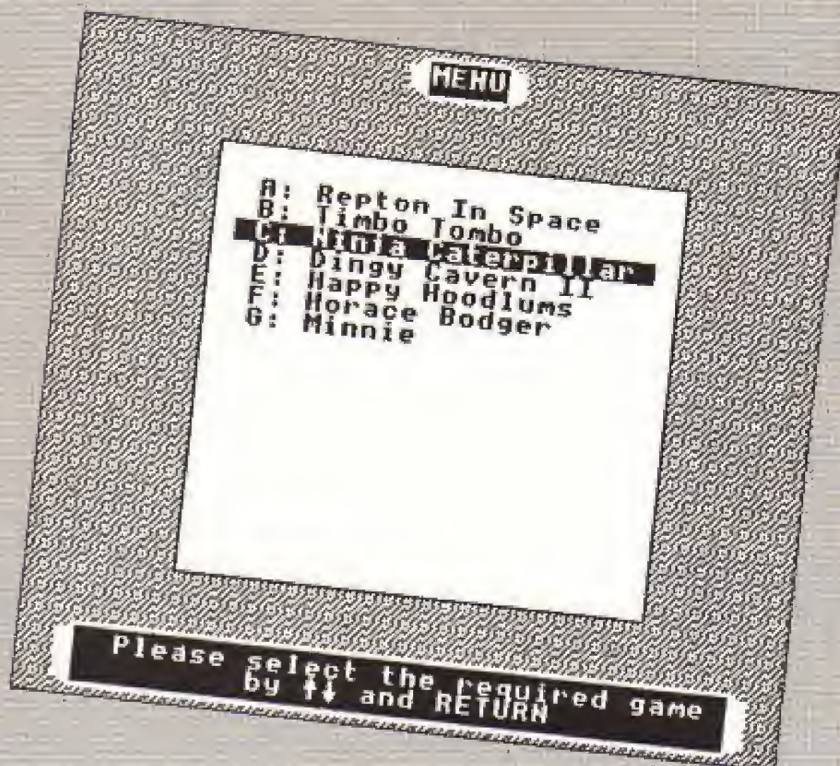 MENU
A: Repton In Space
B: Timbo Tombo
C: Ninja Caterpillar
D: Dingy Cavern II
E: Happy Hoodlums
F: Horace Bodger
G: Minnie
Please select the required game
by ⬆⬇ and RETURN